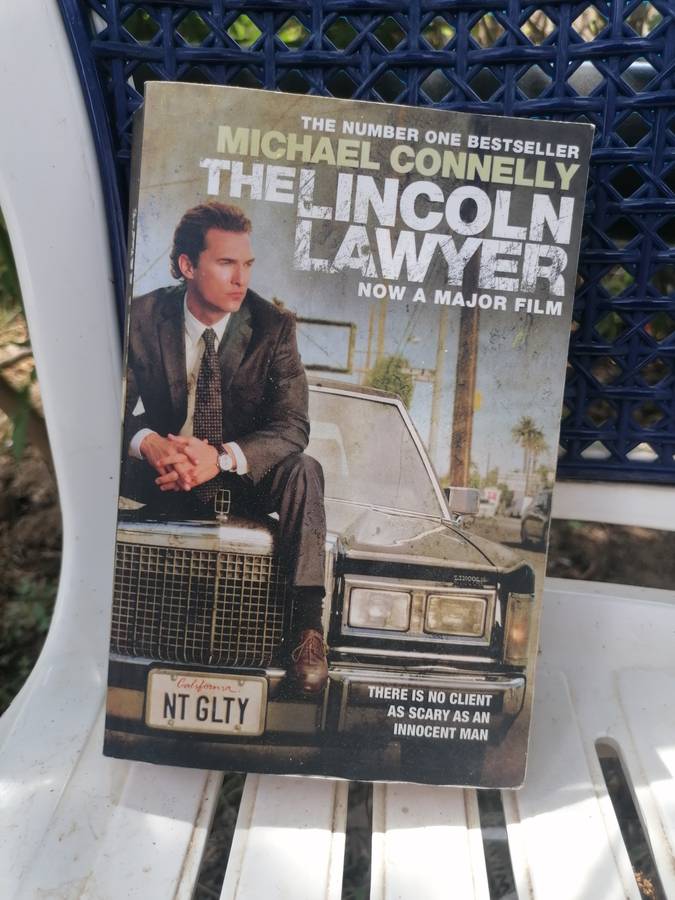 THE NUMBER ONE BESTSELLER
MICHAEL CONNELLY
THE LINCOLN
LAWYER
NOW A MAJOR FILM
LINCOLN
California
NT GLTY
THERE IS NO CLIENT
AS SCARY AS AN
INNOCENT MAN